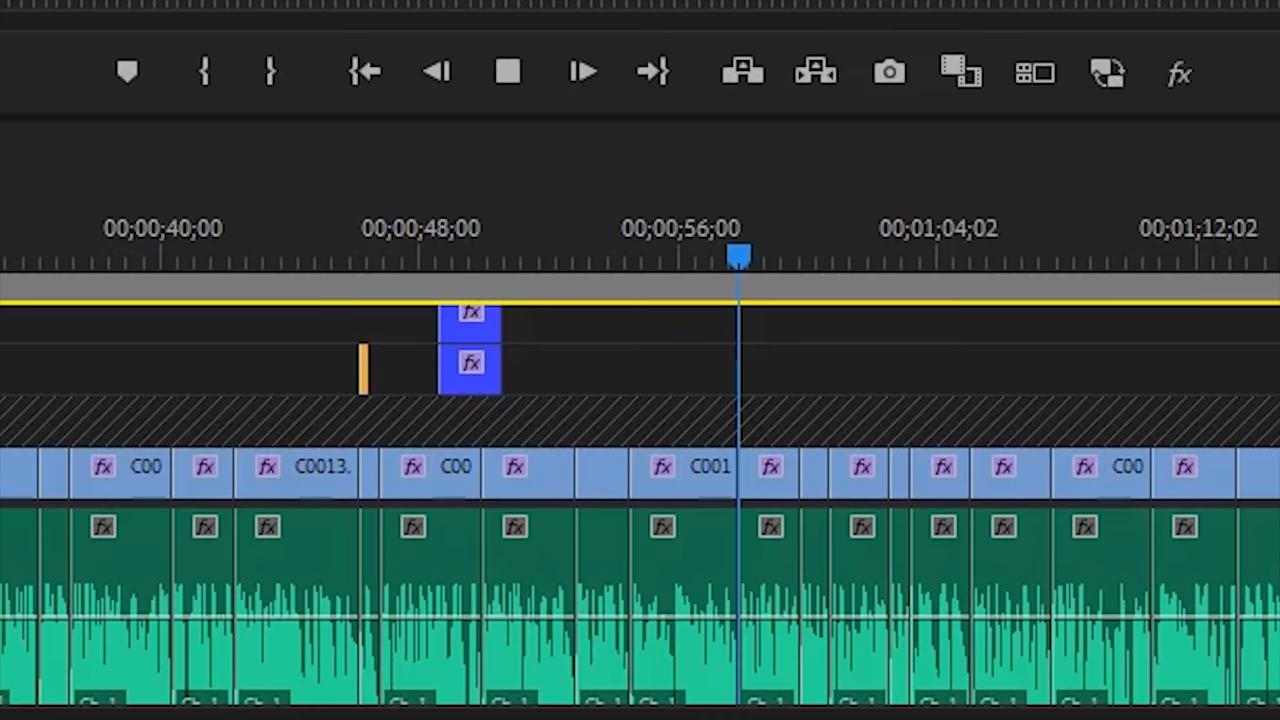 fx
00;00;40;00 00;00;48;00 00;00;56;00 00;01;04;02 00;01;12;02
fx
fx
fx C00 fx fx C0013. fx C00 fx fx C001 fx fx fx fx fx C00 fx
fx fx fx fx fx fx fx fx fx fx fx fx